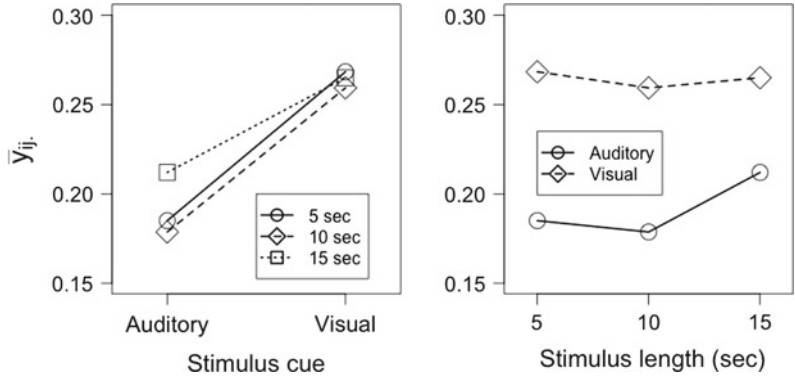 0.30
0.25
0.20
0.15
y̅ij.
5 sec
10 sec
15 sec
Auditory Visual
Stimulus cue
0.30
0.25
0.20
0.15
Auditory
Visual
5 10 15
Stimulus length (sec)